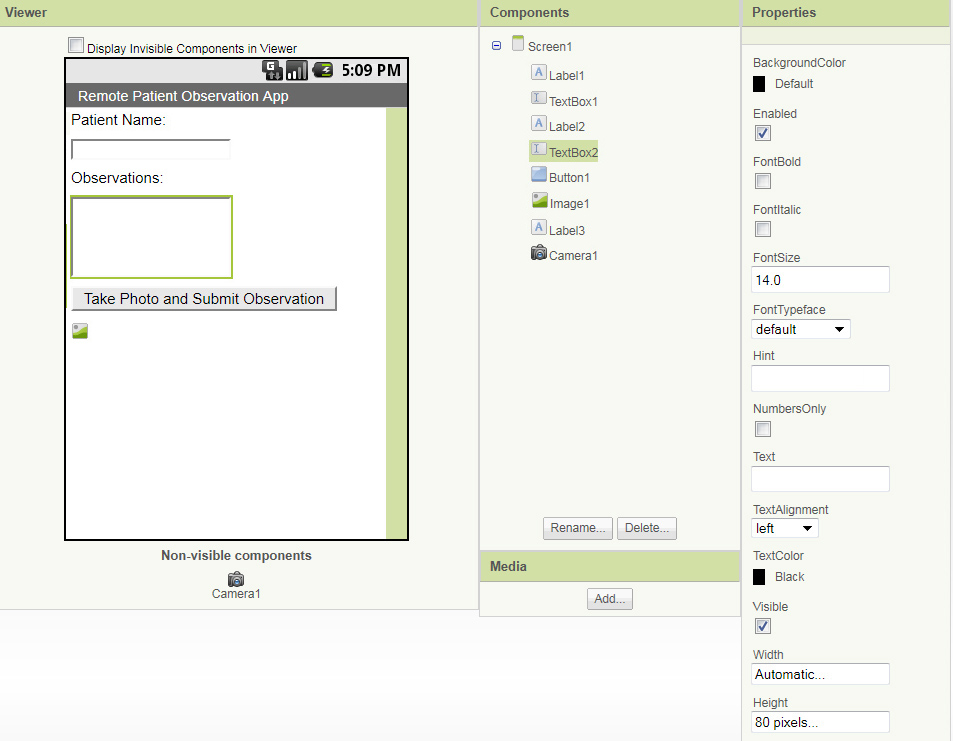 Viewer
Display Invisible Components in Viewer
5:09 PM
Remote Patient Observation App
Patient Name:
Observations:
Take Photo and Submit Observation
Non-visible components
Camera1
Components
Screen1
Label1
TextBox1
Label2
TextBox2
Button1
Image1
Label3
Camera1
Rename...
Delete...
Media
Add...
Properties
BackgroundColor
Default
Enabled
FontBold
FontItalic
FontSize
14.0
FontTypeface
default
Hint
NumbersOnly
Text
TextAlignment
left
TextColor
Black
Visible
Width
Automatic...
Height
80 pixels...